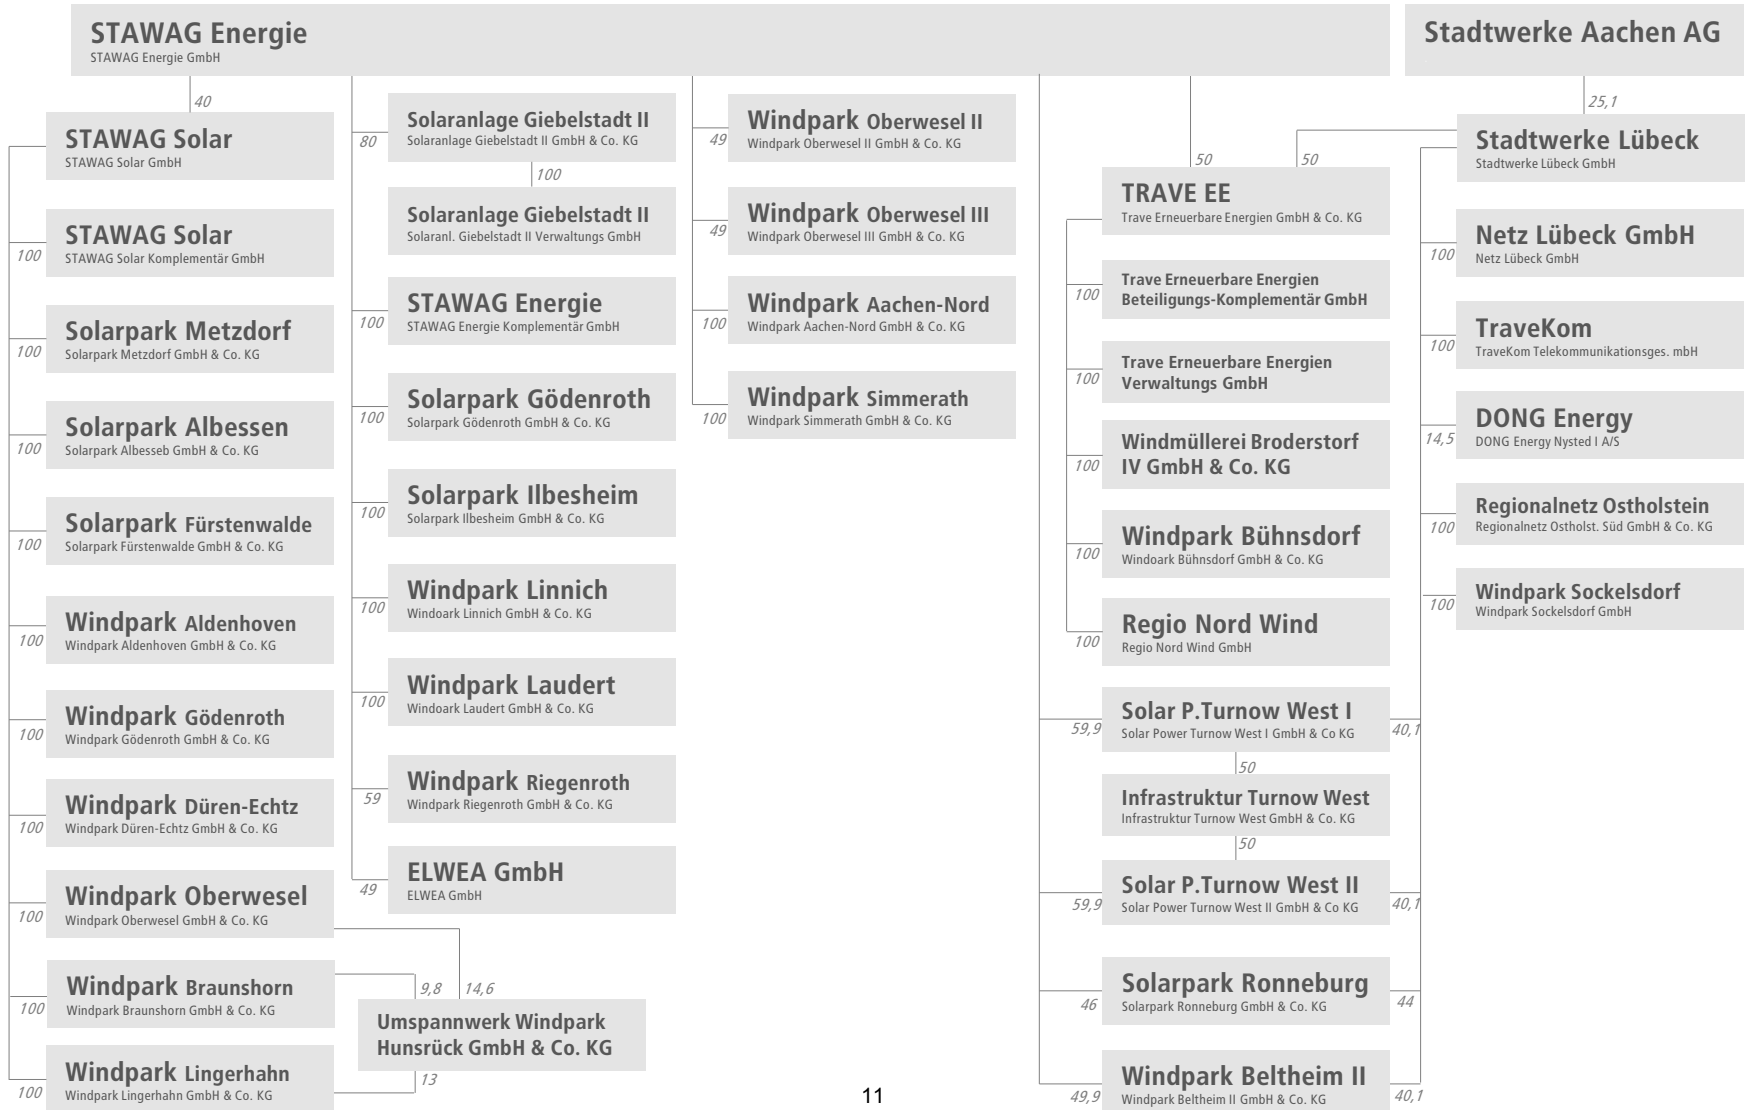 STAWAG Energie
STAWAG Energie GmbH
Stadtwerke Aachen AG
40
STAWAG Solar
STAWAG Solar GmbH
100
STAWAG Solar
STAWAG Solar Komplementär GmbH
100
Solarpark Metzdorf
Solarpark Metzdorf GmbH & Co. KG
100
Solarpark Albessen
Solarpark Albesseb GmbH & Co. KG
100
Solarpark Fürstenwalde
Solarpark Fürstenwalde GmbH & Co. KG
100
Windpark Aldenhoven
Windpark Aldenhoven GmbH & Co. KG
100
Windpark Gödenroth
Windpark Gödenroth GmbH & Co. KG
100
Windpark Düren-Echtz
Windpark Düren-Echtz GmbH & Co. KG
100
Windpark Oberwesel
Windpark Oberwesel GmbH & Co. KG
100
Windpark Braunshorn
Windpark Braunshorn GmbH & Co. KG
100
Windpark Lingerhahn
Windpark Lingerhahn GmbH & Co. KG
80
Solaranlage Giebelstadt II
Solaranlage Giebelstadt II GmbH & Co. KG
100
Solaranlage Giebelstadt II
Solaranl. Giebelstadt II Verwaltungs GmbH
100
STAWAG Energie
STAWAG Energie Komplementär GmbH
100
Solarpark Gödenroth
Solarpark Gödenroth GmbH & Co. KG
100
Solarpark Ilbesheim
Solarpark Ilbesheim GmbH & Co. KG
100
Windpark Linnich
Windoark Linnich GmbH & Co. KG
100
Windpark Laudert
Windoark Laudert GmbH & Co. KG
59
Windpark Riegenroth
Windpark Riegenroth GmbH & Co. KG
49
ELWEA GmbH
ELWEA GmbH
9,8
14,6
Umspannwerk Windpark
Hunsrück GmbH & Co. KG
13
49
Windpark Oberwesel II
Windpark Oberwesel II GmbH & Co. KG
49
Windpark Oberwesel III
Windpark Oberwesel III GmbH & Co. KG
100
Windpark Aachen-Nord
Windpark Aachen-Nord GmbH & Co. KG
100
Windpark Simmerath
Windpark Simmerath GmbH & Co. KG
50
50
TRAVE EE
Trave Erneuerbare Energien GmbH & Co. KG
100
Trave Erneuerbare Energien
Beteiligungs-Komplementär GmbH
100
Trave Erneuerbare Energien
Verwaltungs GmbH
100
Windmüllerei Broderstorf
IV GmbH & Co. KG
100
Windpark Bühnsdorf
Windoark Bühnsdorf GmbH & Co. KG
100
Regio Nord Wind
Regio Nord Wind GmbH
59,9
Solar P.Turnow West I
Solar Power Turnow West I GmbH & Co KG
40,1
50
Infrastruktur Turnow West
Infrastruktur Turnow West GmbH & Co. KG
50
59,9
Solar P.Turnow West II
Solar Power Turnow West II GmbH & Co KG
40,1
46
Solarpark Ronneburg
Solarpark Ronneburg GmbH & Co. KG
44
49,9
Windpark Beltheim II
Windpark Beltheim II GmbH & Co. KG
40,1
25,1
Stadtwerke Lübeck
Stadtwerke Lübeck GmbH
100
Netz Lübeck GmbH
Netz Lübeck GmbH
100
TraveKom
TraveKom Telekommunikationsges. mbH
14,5
DONG Energy
DONG Energy Nysted I A/S
100
Regionalnetz Ostholstein
Regionalnetz Ostholst. Süd GmbH & Co. KG
100
Windpark Sockelsdorf
Windpark Sockelsdorf GmbH
11